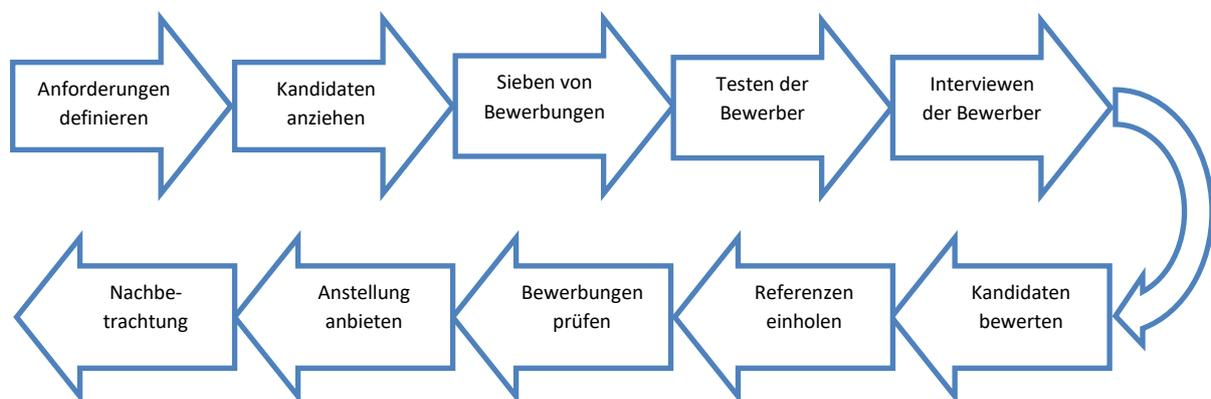 Anforderungen
definieren
Kandidaten
anziehen
Sieben von
Bewerbungen
Testen der
Bewerber
Interviewen
der Bewerber
Kandidaten
bewerten
Referenzen
einholen
Bewerbungen
prüfen
Anstellung
anbieten
Nachbe-
trachtung